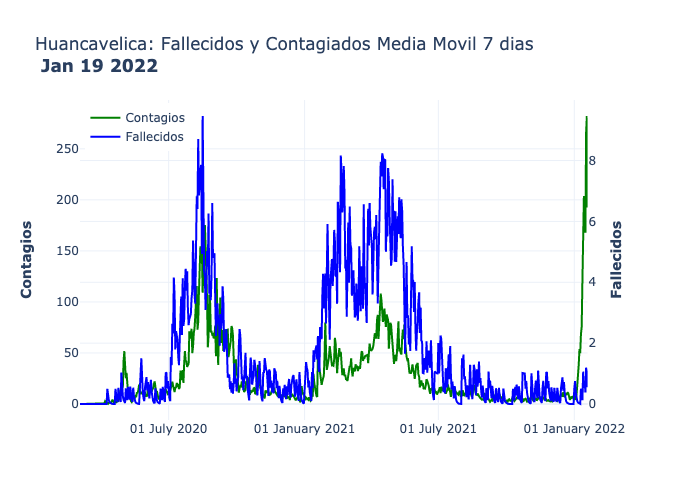 Huancavelica: Fallecidos y Contagiados Media Movil 7 dias
Jan 19 2022
Contagios
Fallecidos
250
200
150
100
50
0
8
6
4
2
0
Contagios
Fallecidos
01 July 2020
01 January 2021
01 July 2021
01 January 2022